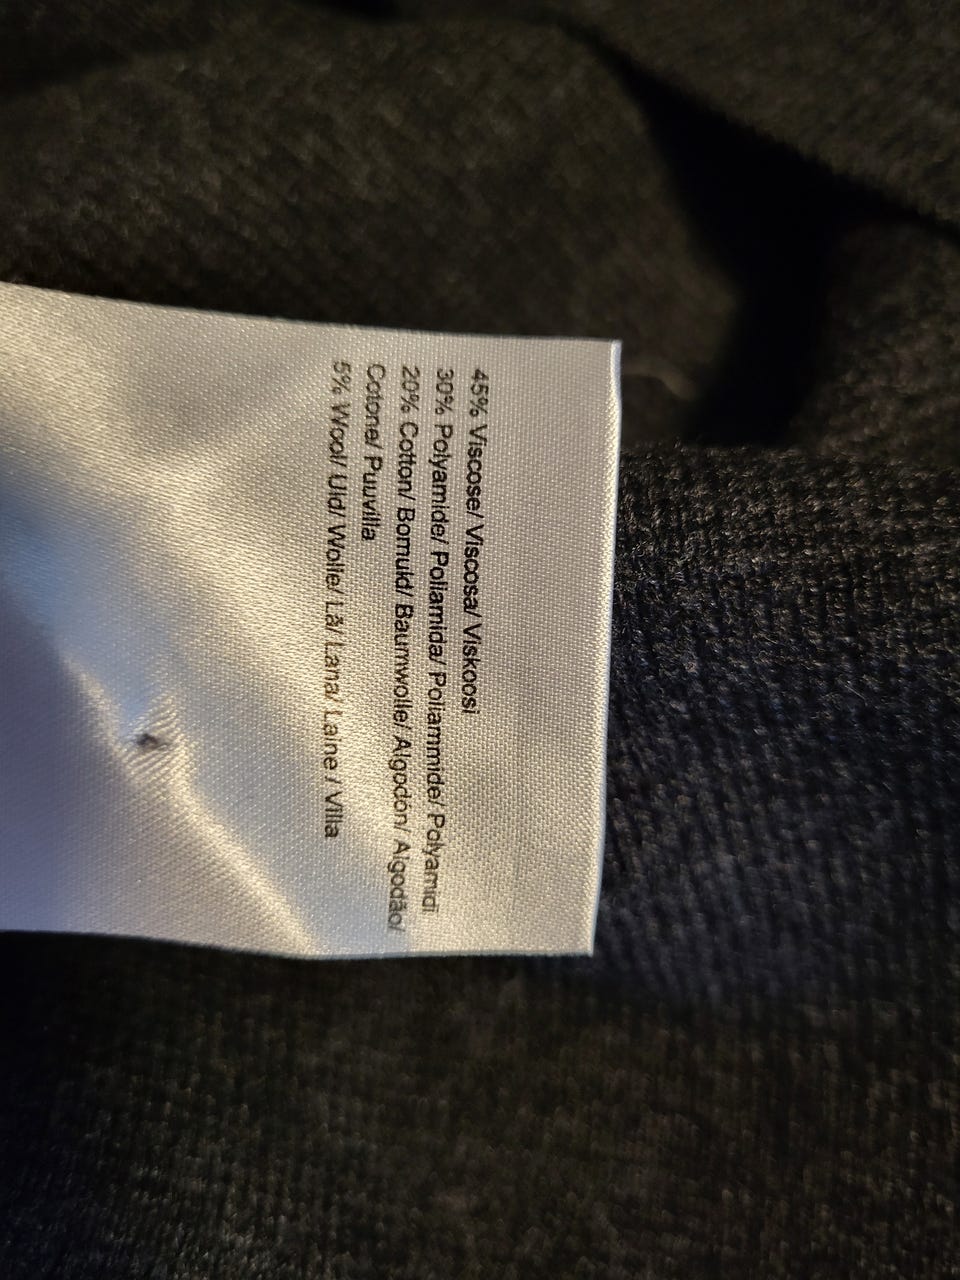 45% Viscose/ Viscosa/ Viskoosi
30% Polyamide/ Poliamida/ Poliammide/ Polyamidi
20% Cotton/ Bomuld/ Baumwolle/ Algodón/ Algodão/
Cotone/ Puuvilla
5% Wool/ Uld/ Wolle/ Lã/ Lana/ Laine / Villa